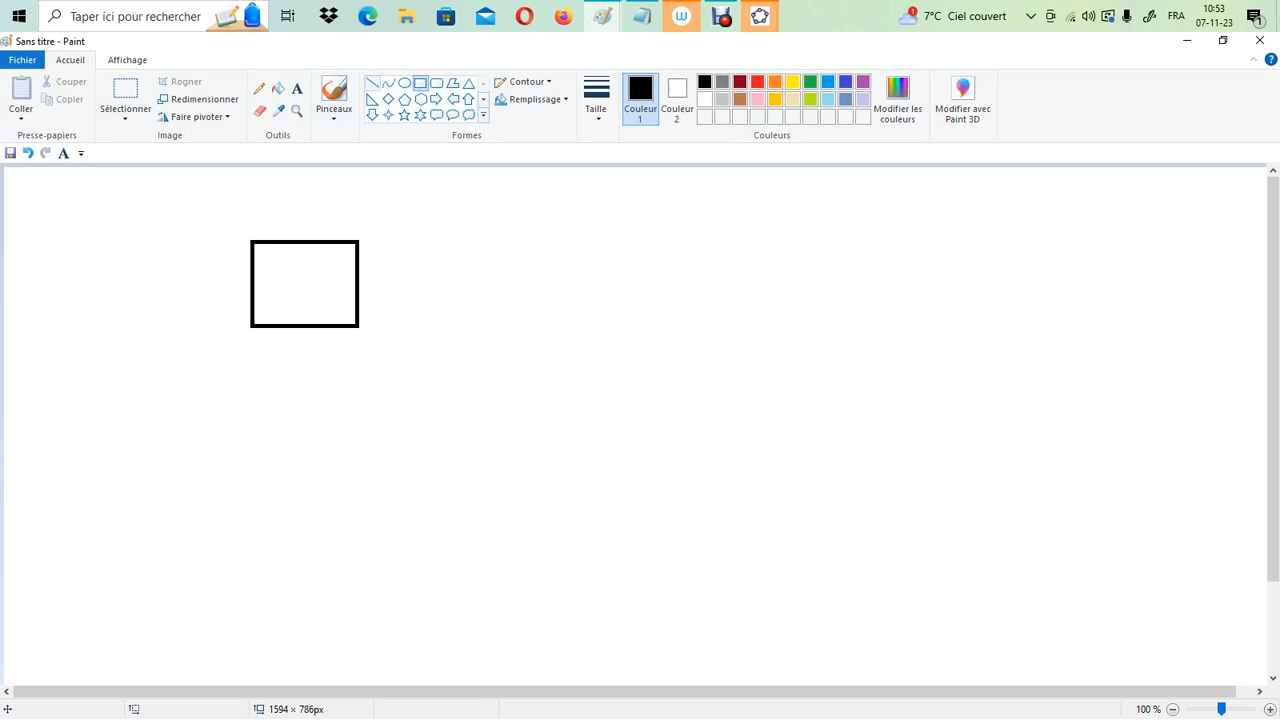 Taper ici pour rechercher
1
7°C Ciel couvert
FRA
10:53
07-11-23
1
Sans titre - Paint
Fichier
Accueil
Affichage
Coller
Couper
Copier
Presse-papiers
Sélectionner
Rogner
Redimensionner
Faire pivoter
Image
A
Outils
Pinceaux
Contour
Remplissage
Formes
Taille
Couleur 1
Couleur 2
Modifier les couleurs
Couleurs
Modifier avec Paint 3D
A
1594 × 786px
100 %